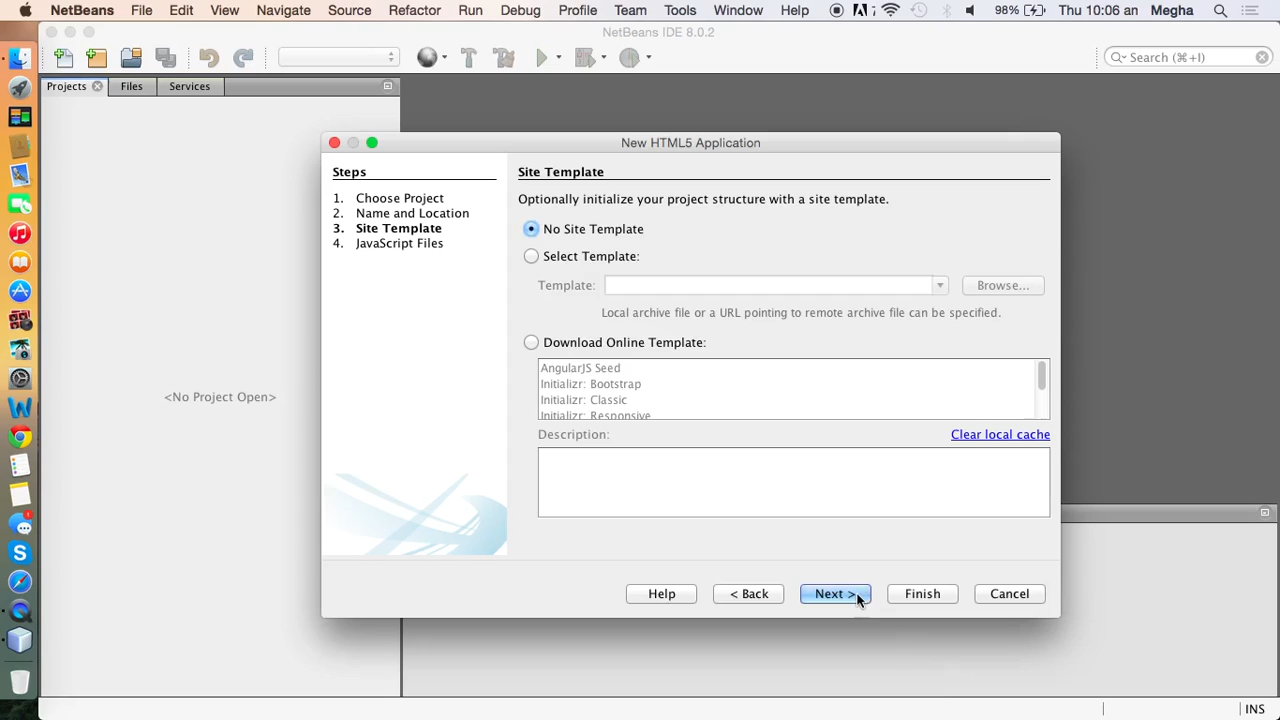 NetBeans File Edit View Navigate Source Refactor Run Debug Profile Team Tools Window Help 7 98% Thu 10:06 am Megha
NetBeans IDE 8.0.2
Search (⌘+I)
Projects Files Services
New HTML5 Application
Steps
1. Choose Project
2. Name and Location
3. Site Template
4. JavaScript Files
Site Template
Optionally initialize your project structure with a site template.
No Site Template
Select Template:
Template: Browse...
Local archive file or a URL pointing to remote archive file can be specified.
Download Online Template:
AngularJS Seed
Initializr: Bootstrap
Initializr: Classic
Initializr: Responsive
Description: Clear local cache
<No Project Open>
Help < Back Next > Finish Cancel
INS